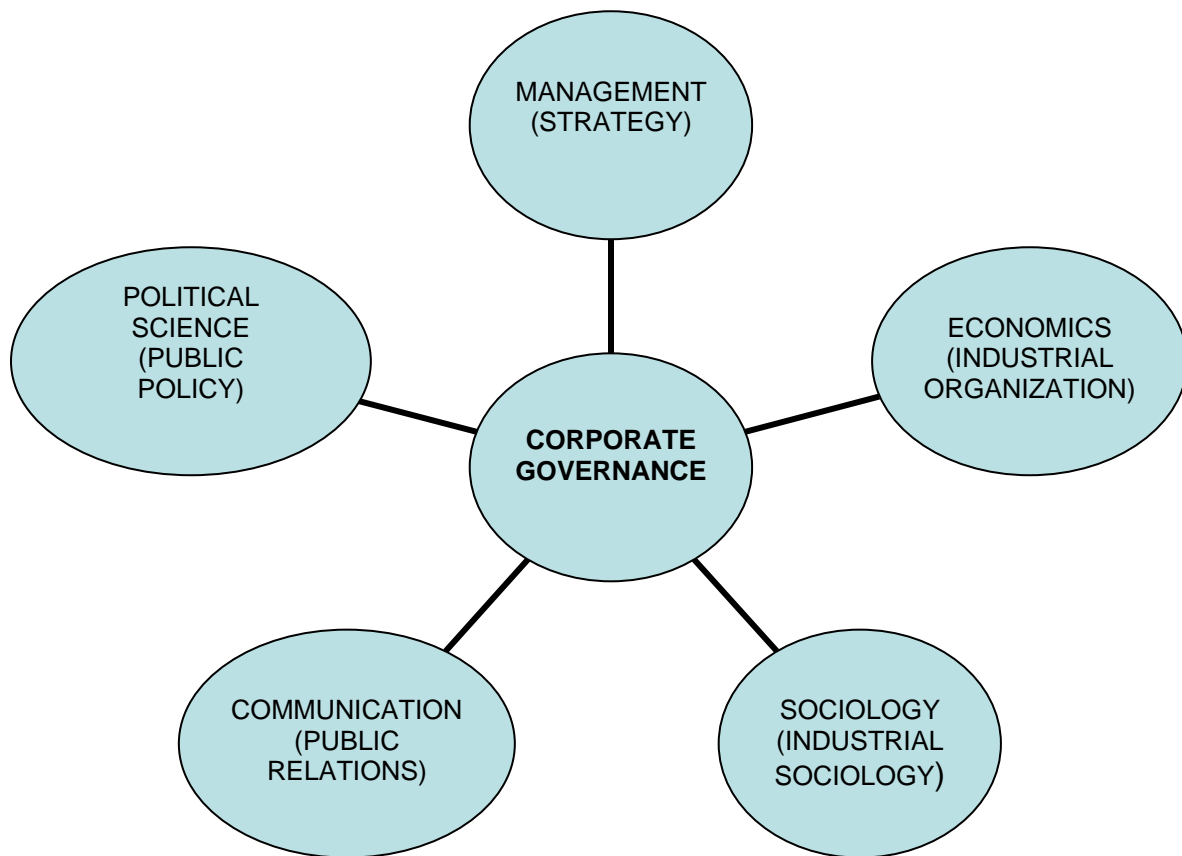 MANAGEMENT
(STRATEGY)
POLITICAL
SCIENCE
(PUBLIC
POLICY)
ECONOMICS
(INDUSTRIAL
ORGANIZATION)
CORPORATE
GOVERNANCE
COMMUNICATION
(PUBLIC
RELATIONS)
SOCIOLOGY
(INDUSTRIAL
SOCIOLOGY)